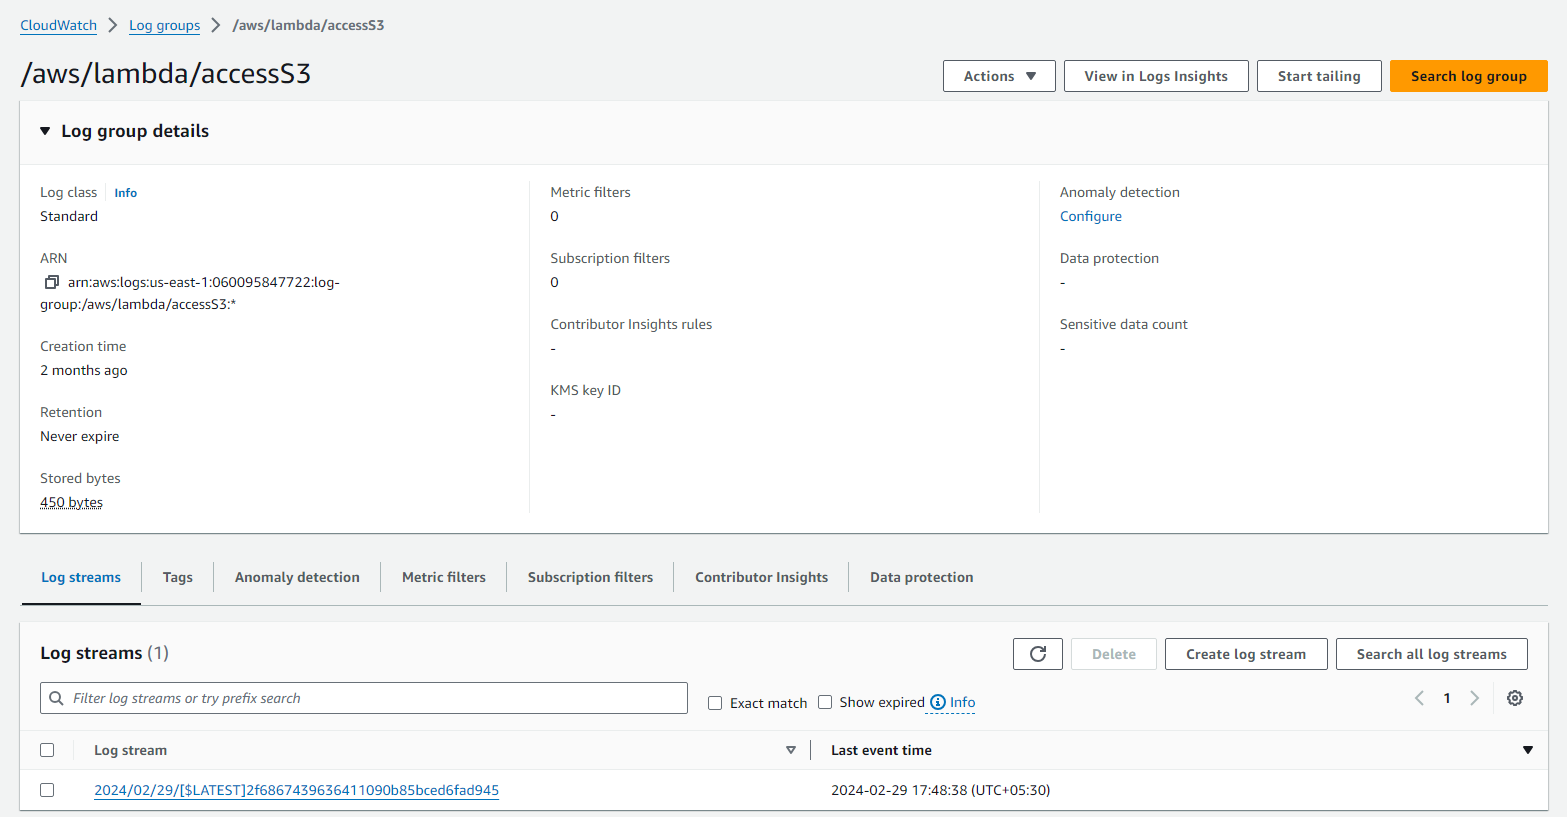 CloudWatch > Log groups > /aws/lambda/accessS3
/aws/lambda/accessS3
Actions ▼ View in Logs Insights Start tailing Search log group
▼ Log group details
Log class Info
Standard
ARN
arn:aws:logs:us-east-1:060095847722:log-
group:/aws/lambda/accessS3:*
Creation time
2 months ago
Retention
Never expire
Stored bytes
450 bytes
Metric filters
0
Subscription filters
0
Contributor Insights rules
-
KMS key ID
-
Anomaly detection
Configure
Data protection
-
Sensitive data count
-
Log streams Tags Anomaly detection Metric filters Subscription filters Contributor Insights Data protection
Log streams (1)
Delete Create log stream Search all log streams
Filter log streams or try prefix search
Exact match Show expired Info
1
Log stream Last event time
2024/02/29/[$LATEST]2f6867439636411090b85bced6fad945 2024-02-29 17:48:38 (UTC+05:30)